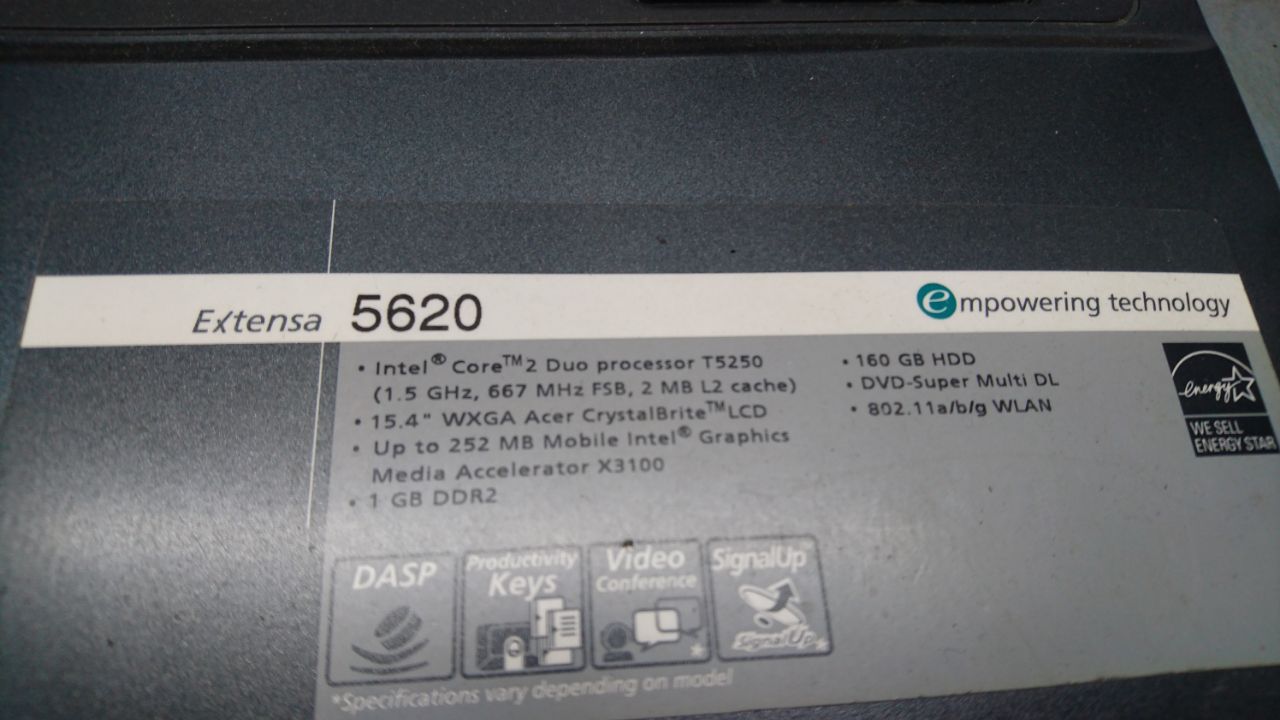 Extensa 5620 empowering technology
• Intel® Core™2 Duo processor T5250
(1.5 GHz, 667 MHz FSB, 2 MB L2 cache)
• 15.4" WXGA Acer CrystalBrite™LCD
• Up to 252 MB Mobile Intel® Graphics
Media Accelerator X3100
• 1 GB DDR2
• 160 GB HDD
• DVD-Super Multi DL
• 802.11a/b/g WLAN
energy
WE SELL
ENERGY STAR
DASP
Productivity
Keys
Video
Conference
*
SignalUp*
SignalUp*
*Specifications vary depending on model